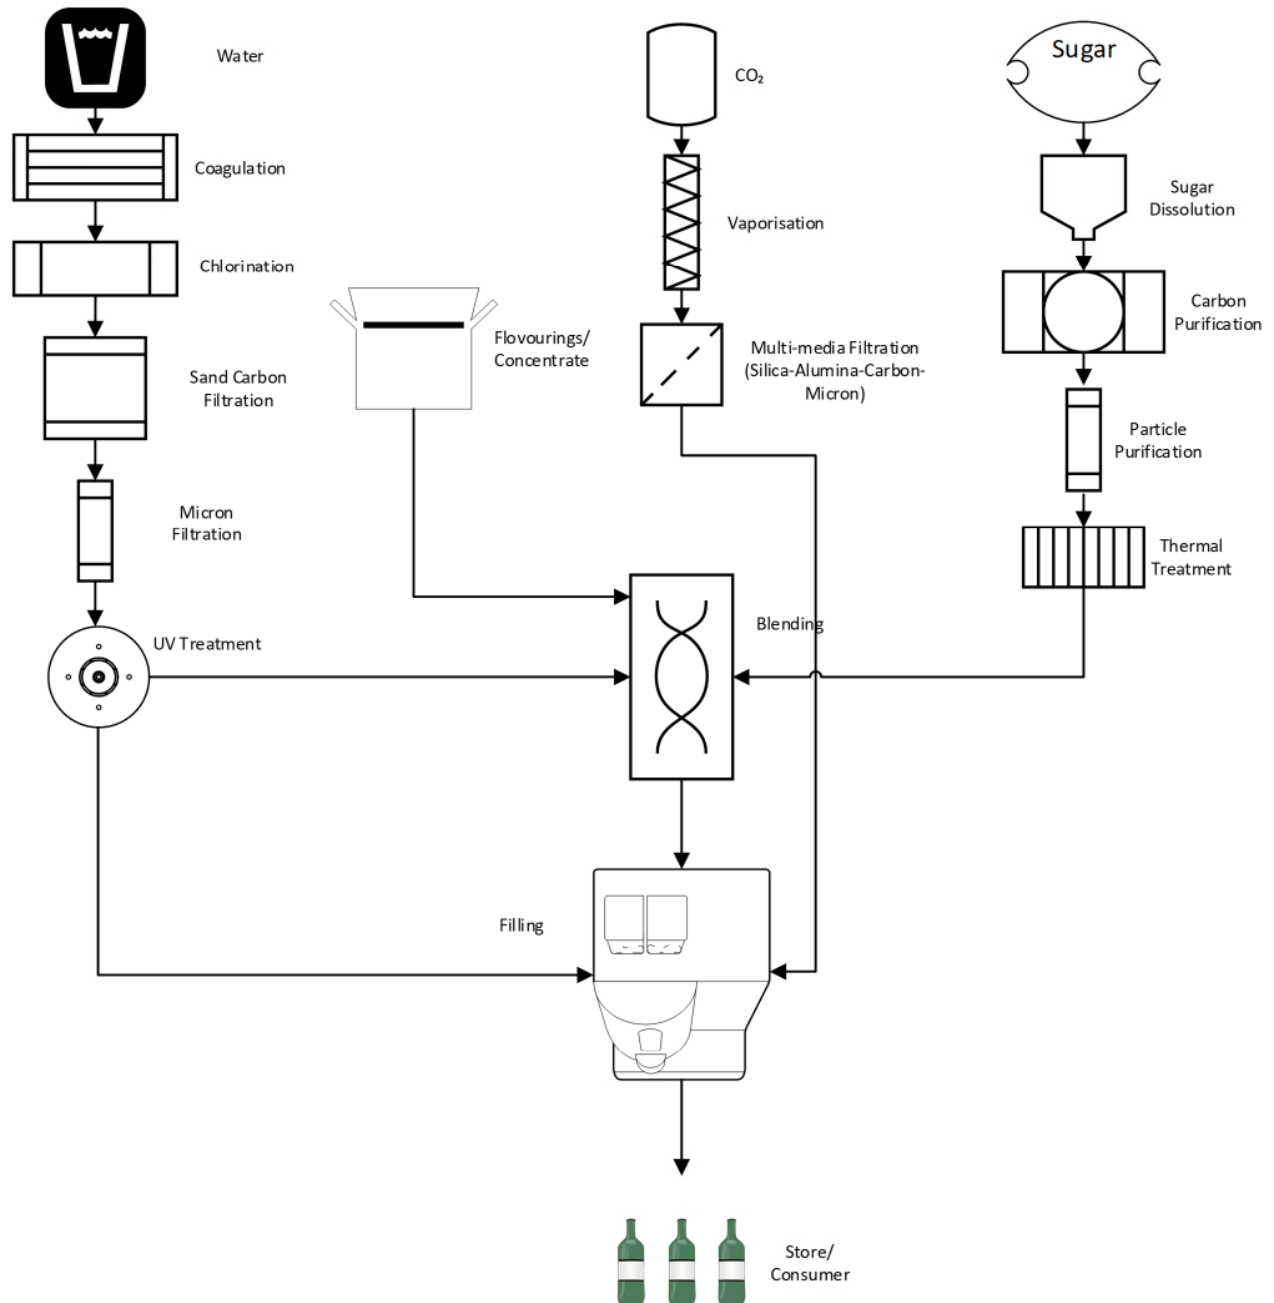 Water
CO₂
Sugar
Coagulation
Sugar
Dissolution
Vaporisation
Chlorination
Carbon
Purification
Flovourings/
Concentrate
Multi-media Filtration
(Silica-Alumina-Carbon-
Micron)
Sand Carbon
Filtration
Particle
Purification
Micron
Filtration
Thermal
Treatment
Blending
UV Treatment
Filling
Store/
Consumer